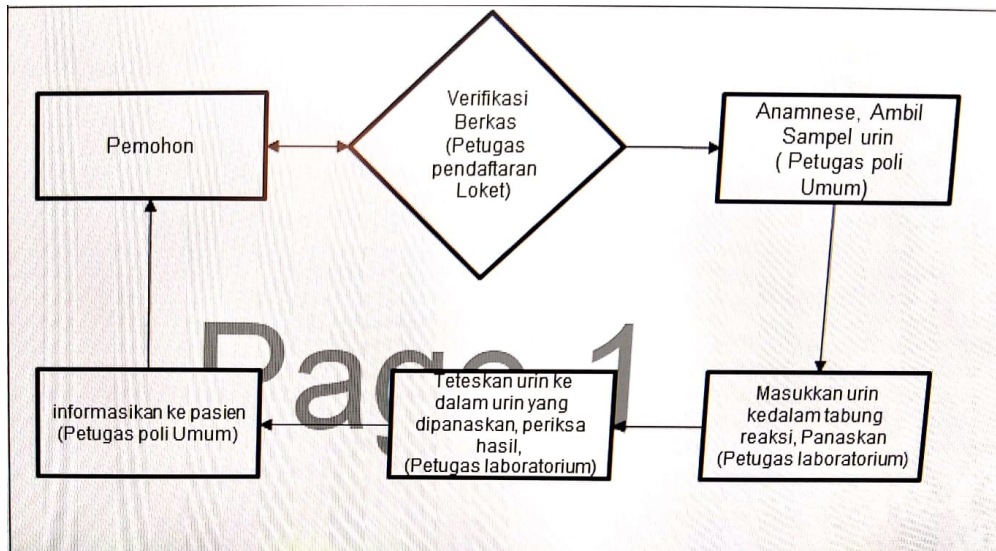 Pemohon
Verifikasi
Berkas
(Petugas
pendaftaran
Loket)
Anamnese, Ambil
Sampel urin
( Petugas poli
Umum)
Masukkan urin
kedalam tabung
reaksi, Panaskan
(Petugas laboratorium)
Teteskan urin ke
dalam urin yang
dipanaskan, periksa
hasil,
(Petugas laboratorium)
informasikan ke pasien
(Petugas poli Umum)
Page 1